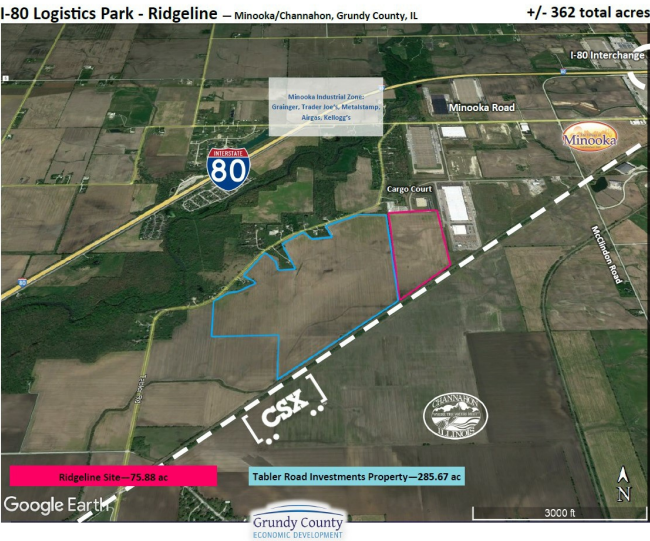 I-80 Logistics Park - Ridgeline — Minooka/Channahon, Grundy County, IL
+/- 362 total acres
I-80 Interchange
Minooka Industrial Zone:
Grainger, Trader Joe's, Metalstamp,
Airgas, Kellogg's
Minooka Road
Minooka
INTERSTATE
80
Cargo Court
McClindon Road
CSX
CHANNAHON
ILLINOIS
Ridgeline Site—75.88 ac
Tabler Road Investments Property—285.67 ac
Google Earth
N
3000 ft
Grundy County
ECONOMIC DEVELOPMENT